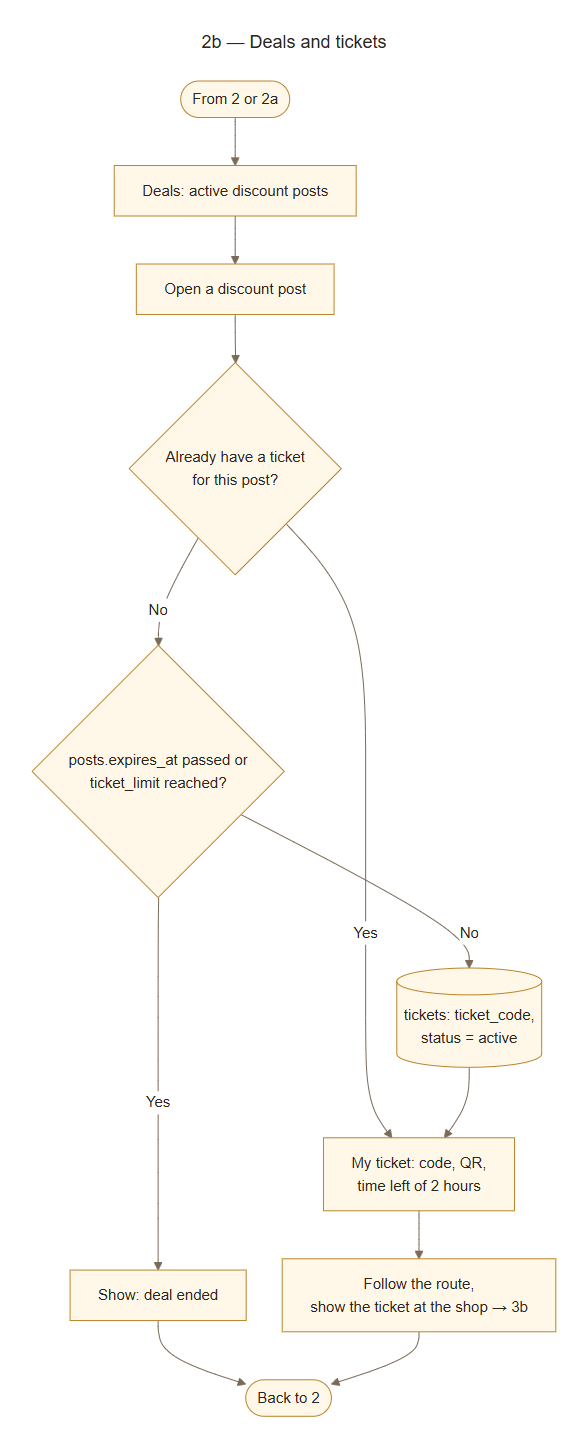 2b — Deals and tickets
From 2 or 2a
Deals: active discount posts
Open a discount post
Already have a ticket
for this post?
No
posts.expires_at passed or
ticket_limit reached?
Yes
No
tickets: ticket_code,
status = active
Yes
My ticket: code, QR,
time left of 2 hours
Show: deal ended
Follow the route,
show the ticket at the shop → 3b
Back to 2